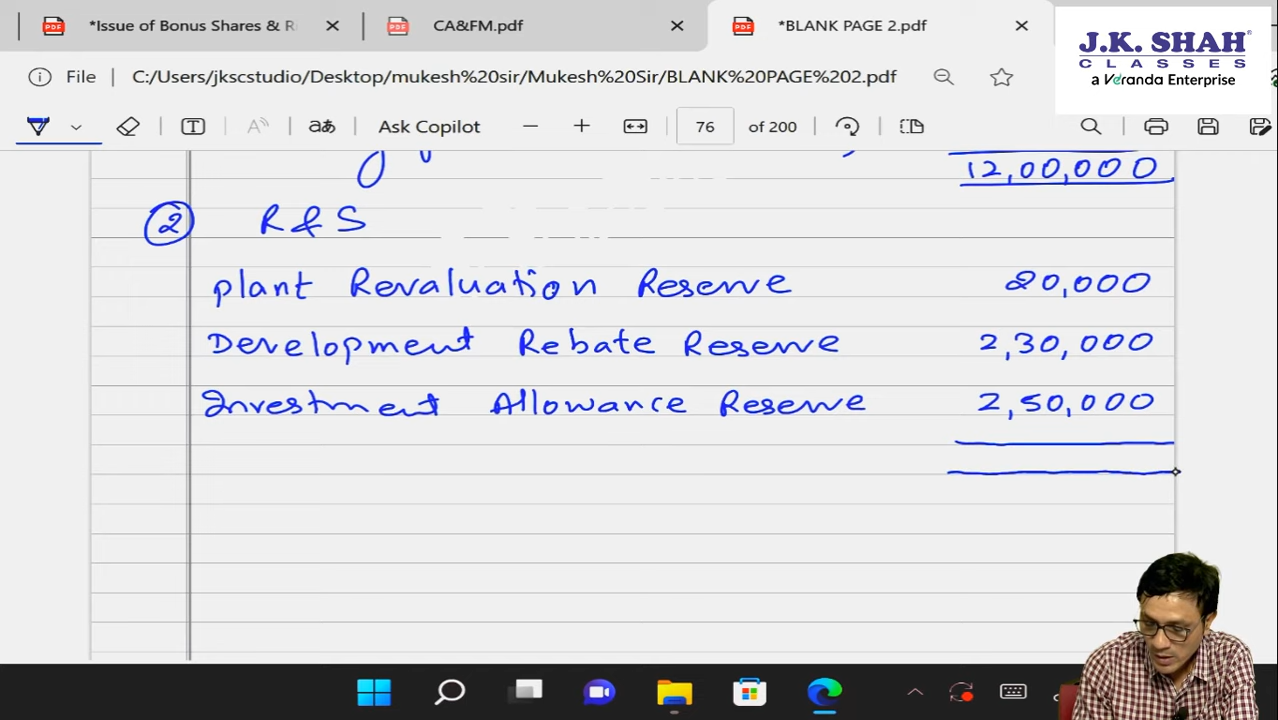 *Issue of Bonus Shares & R
CA&FM.pdf
*BLANK PAGE 2.pdf
J.K. SHAH
CLASSES
a Veranda Enterprise
File C:/Users/jkscstudio/Desktop/mukesh%20sir/Mukesh%20Sir/BLANK%20PAGE%202.pdf
aあ Ask Copilot 76 of 200
12,00,000
2 R & S
plant Revaluation Reserve 20,000
Development Rebate Reserve 2,30,000
Investment Allowance Reserve 2,50,000